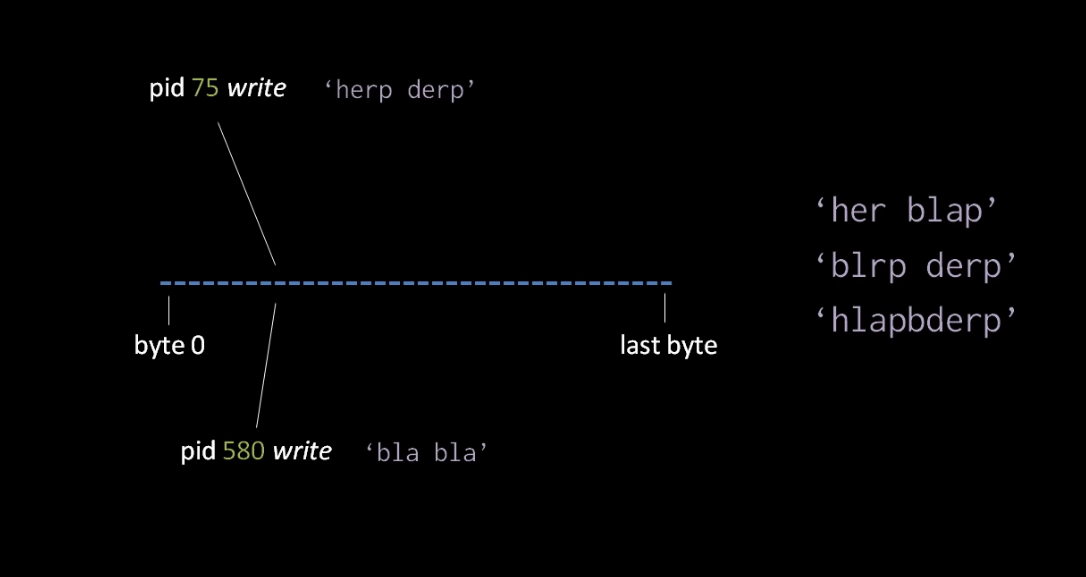 pid 75 write ‘herp derp’
‘her blap’
‘blrp derp’
‘hlapbderp’
byte 0
last byte
pid 580 write ‘bla bla’